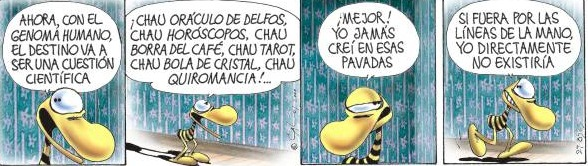 AHORA, CON EL
GENOMA HUMANO,
EL DESTINO VA A
SER UNA CUESTIÓN
CIENTÍFICA
¡CHAU ORÁCULO DE DELFOS,
CHAU HORÓSCOPOS, CHAU
BORRA DEL CAFÉ, CHAU TAROT,
CHAU BOLA DE CRISTAL, CHAU
QUIROMANCIA!...
¡MEJOR!
YO JAMÁS
CREÍ EN ESAS
PAVADAS
SI FUERA POR LAS
LÍNEAS DE LA MANO,
YO DIRECTAMENTE
NO EXISTIRÍA